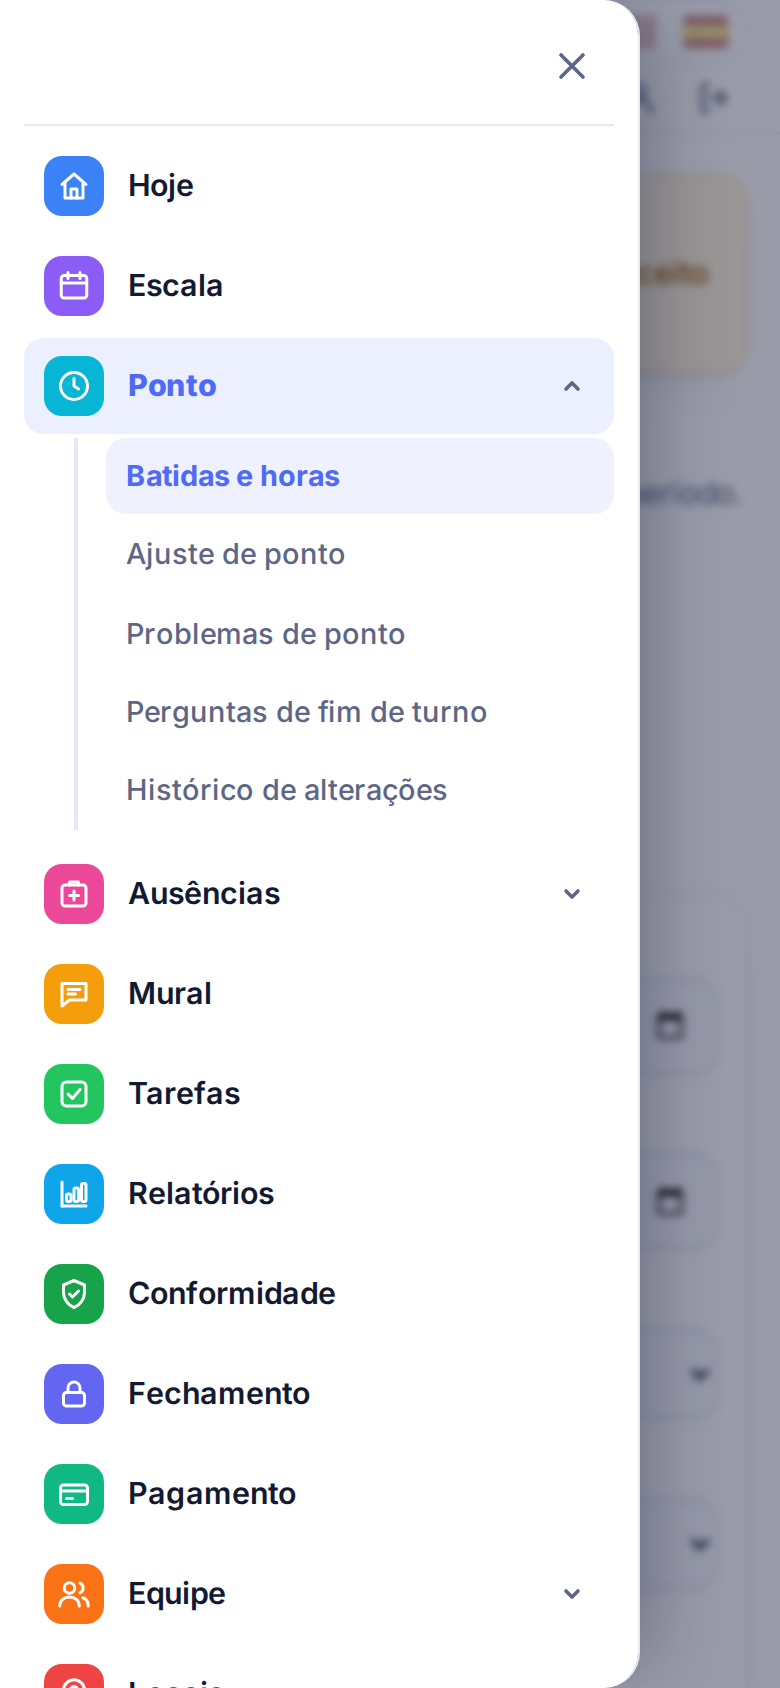 Hoje
Escala
Ponto
Batidas e horas
Ajuste de ponto
Problemas de ponto
Perguntas de fim de turno
Histórico de alterações
Ausências
Mural
Tarefas
Relatórios
Conformidade
Fechamento
Pagamento
Equipe